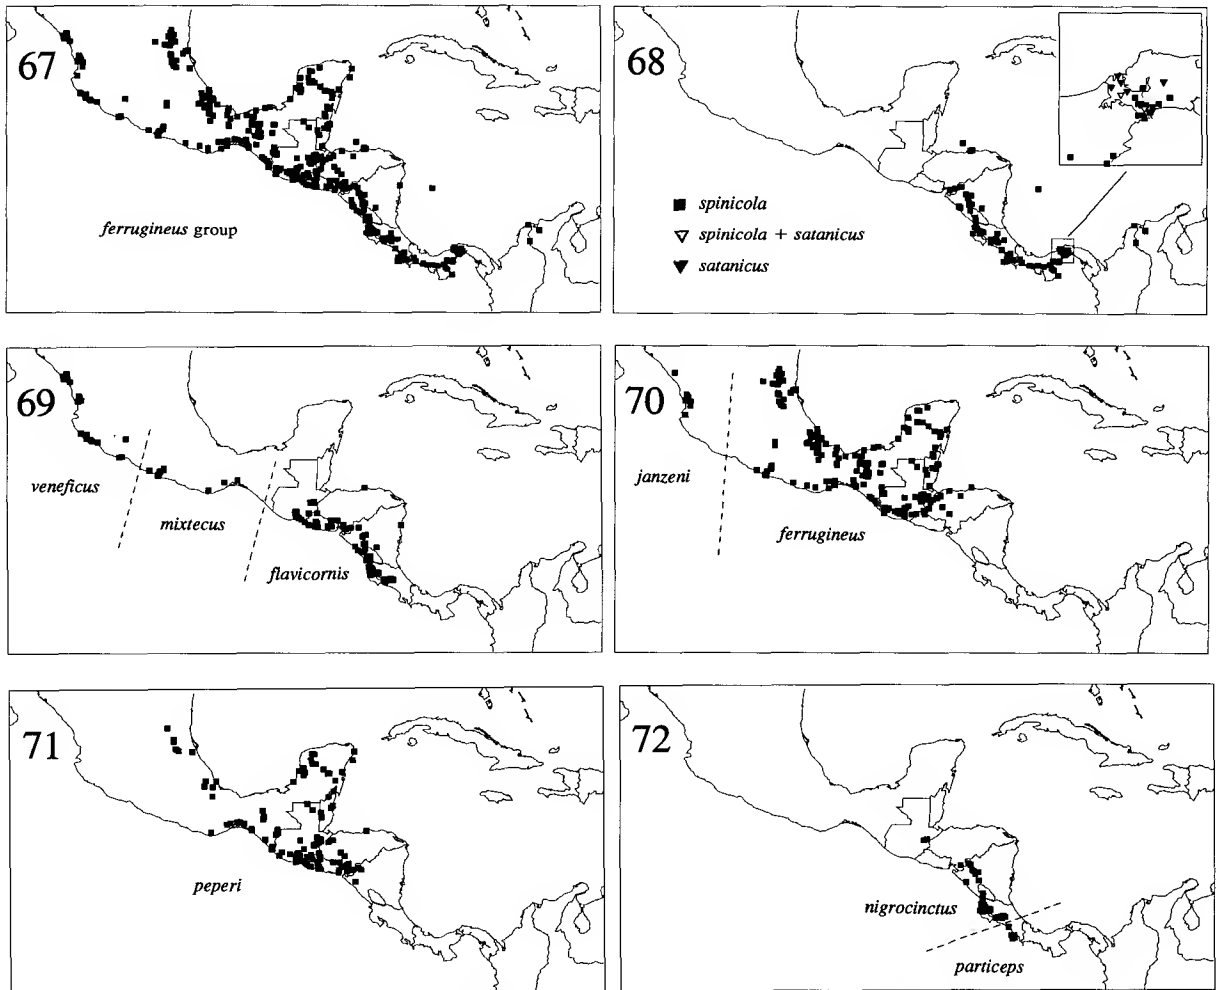 67
ferrugineus group
68
spinicola
spinicola + satanicus
satanicus
69
veneficus
mixtecus
flavicornis
70
janzeni
ferrugineus
71
peperi
72
nigrocinctus
particeps